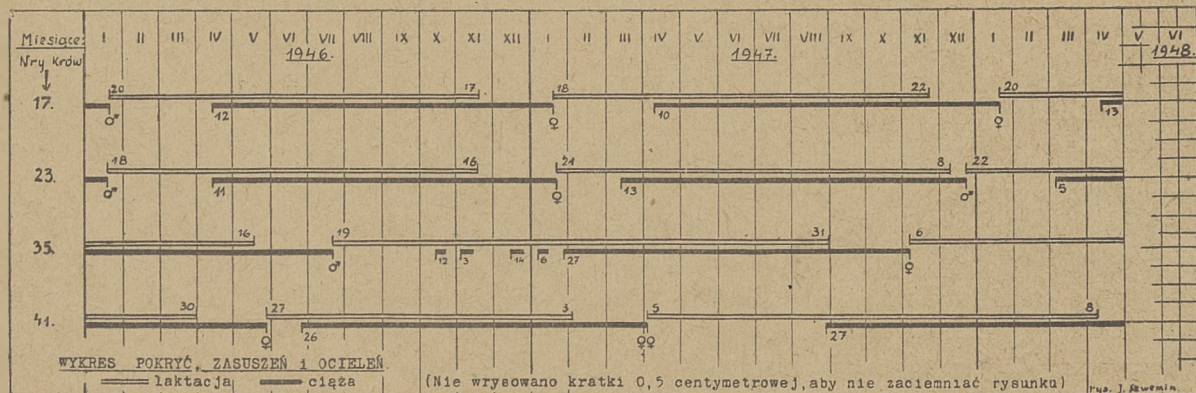 Miesiące: I II III IV V VI VII VIII IX X XI XII I II III IV V VI VII VIII IX X XI XII I II III IV V VI
1946. 1947. 1948.
Nry krów
17. 20 17 18 22 20
♂ 12 ♀ 10 ♀ 13
23. 18 16 21 8 22
♂ 11 ♀ 13 ♂ 5
35. 16 19 31 6
♂ 12 3 14 6 27 ♀
41. 30 27 3 5 8
♀ 26 ♀♀ 27
WYKRES POKRYĆ, ZASUSZEŃ i OCIELEŃ
laktacja ciąża (Nie wrysowano kratki 0,5 centymetrowej, aby nie zaciemniać rysunku)
rys. J.